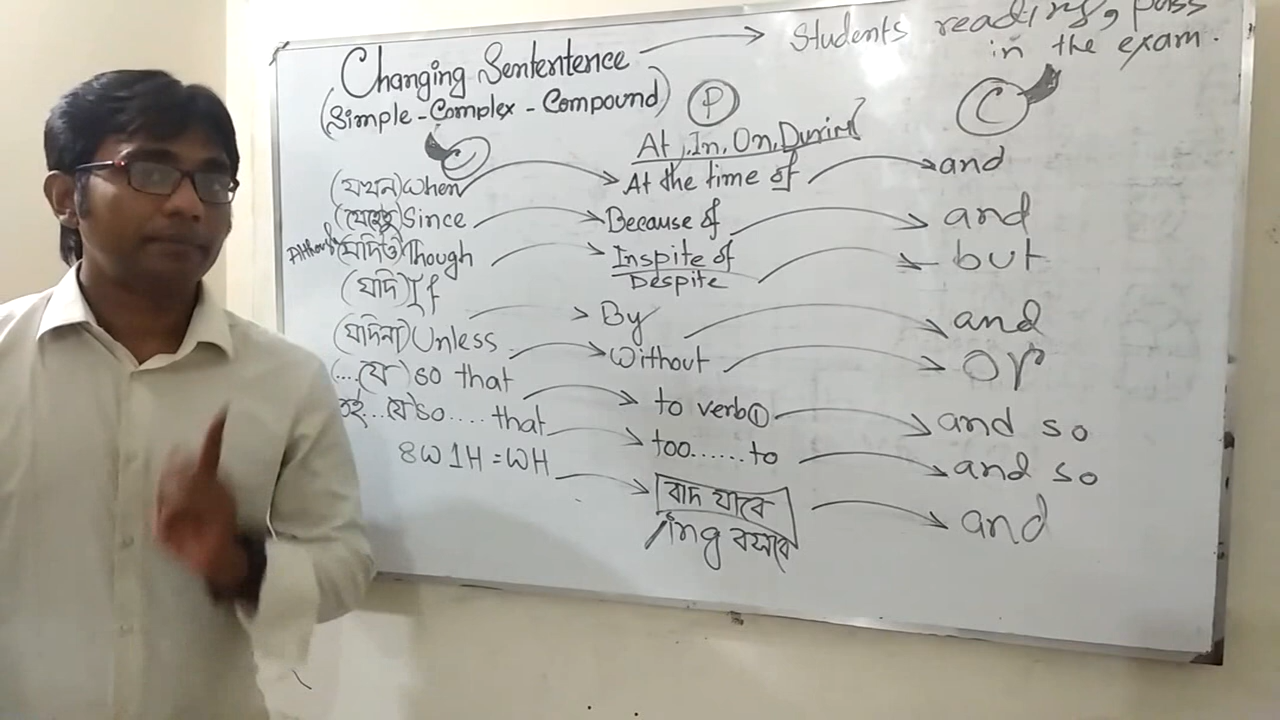 Changing Sententence → Students reading, pass
in the exam.
(Simple - Complex - Compound)
C P C
At, In, On, During
(যখন) When → At the time of → and
(যেহেতু) Since → Because of → and
Although (যদিও) Though → Inspite of → but
Despite
(যদি) If → By → and
(যদিনা) Unless → Without → or
(...যে) so that → to verb① → and so
এতই...যে so....that → too......to → and so
8W 1H = WH → বাদ যাবে → and
ing বসবে